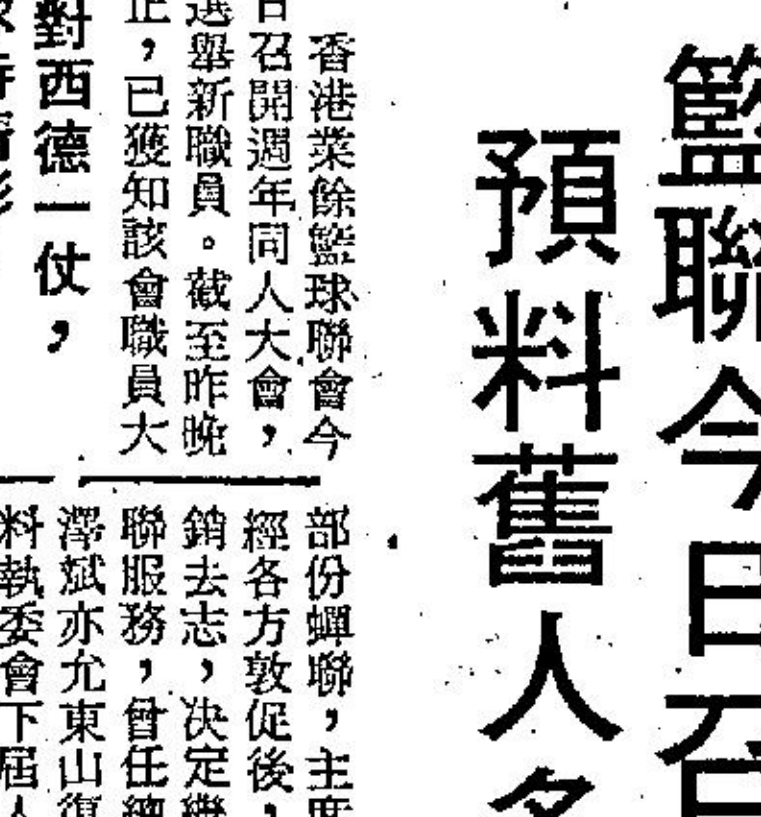 籃聯今日召
預料舊人多
香港業餘籃球聯會今
日召開週年同人大會，
選舉新職員。截至昨晚
止，已獲知該會職員大
部份蟬聯，主席
經各方敦促後，
銷去志，決定繼
聯服務，曾任總
澤斌亦允東山復
料執委會下屆人
對西德一仗，